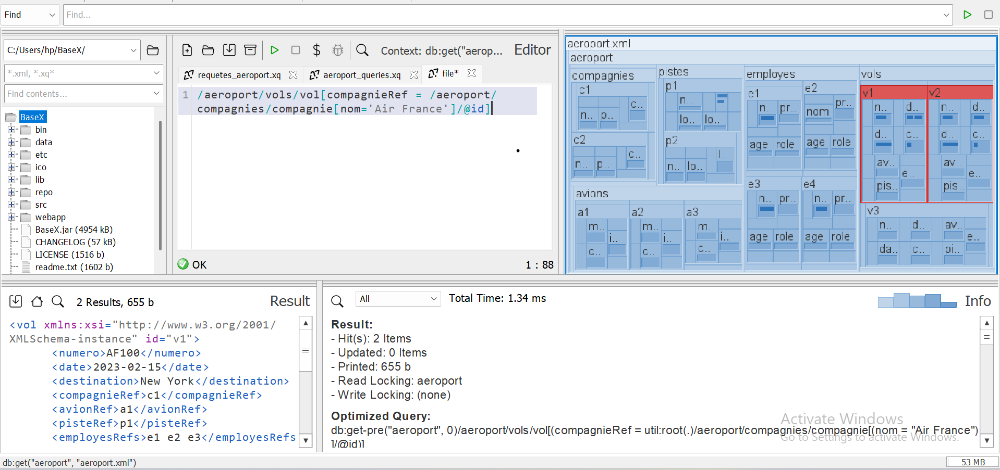 Find
Find...
C:/Users/hp/BaseX/
Context: db:get("aerop...
Editor
*.xml, *.xq*
Find contents...
requetes_aeroport.xq
aeroport_queries.xq
file*
1 /aeroport/vols/vol[compagnieRef = /aeroport/
compagnies/compagnie[nom='Air France']/@id]
BaseX
bin
data
etc
ico
lib
repo
src
webapp
BaseX.jar (4954 kB)
CHANGELOG (57 kB)
LICENSE (1516 b)
readme.txt (1602 b)
OK
1 : 88
aeroport.xml
aeroport
compagnies
c1
n.. p.. c..
c2
n.. p.. c..
pistes
p1
n..
lo.. lo..
p2
n.. lo.. l..
employes
e1
n.. pr..
age role
e2
nom pr..
age role
e3
n.. pr..
age role
e4
n.. pr..
age role
avions
a1
m.. i..
c..
a2
m.. i..
c..
a3
m.. i..
c..
vols
v1
n.. d..
d.. c..
av.. e..
pis..
v2
n.. d..
d.. c..
av.. e..
pis..
v3
n.. d.. av.. e..
da.. c.. pi..
2 Results, 655 b
Result
<vol xmlns:xsi="http://www.w3.org/2001/
XMLSchema-instance" id="v1">
<numero>AF100</numero>
<date>2023-02-15</date>
<destination>New York</destination>
<compagnieRef>c1</compagnieRef>
<avionRef>a1</avionRef>
<pisteRef>p1</pisteRef>
<employesRefs>e1 e2 e3</employesRefs
All
Total Time: 1.34 ms
Info
Result:
- Hit(s): 2 Items
- Updated: 0 Items
- Printed: 655 b
- Read Locking: aeroport
- Write Locking: (none)
Optimized Query:
db:get-pre("aeroport", 0)/aeroport/vols/vol[(compagnieRef = util:root(.)/aeroport/compagnies/compagnie[(nom = "Air France")
]/@id)]
Activate Windows
Go to Settings to activate Windows.
db:get("aeroport", "aeroport.xml")
53 MB